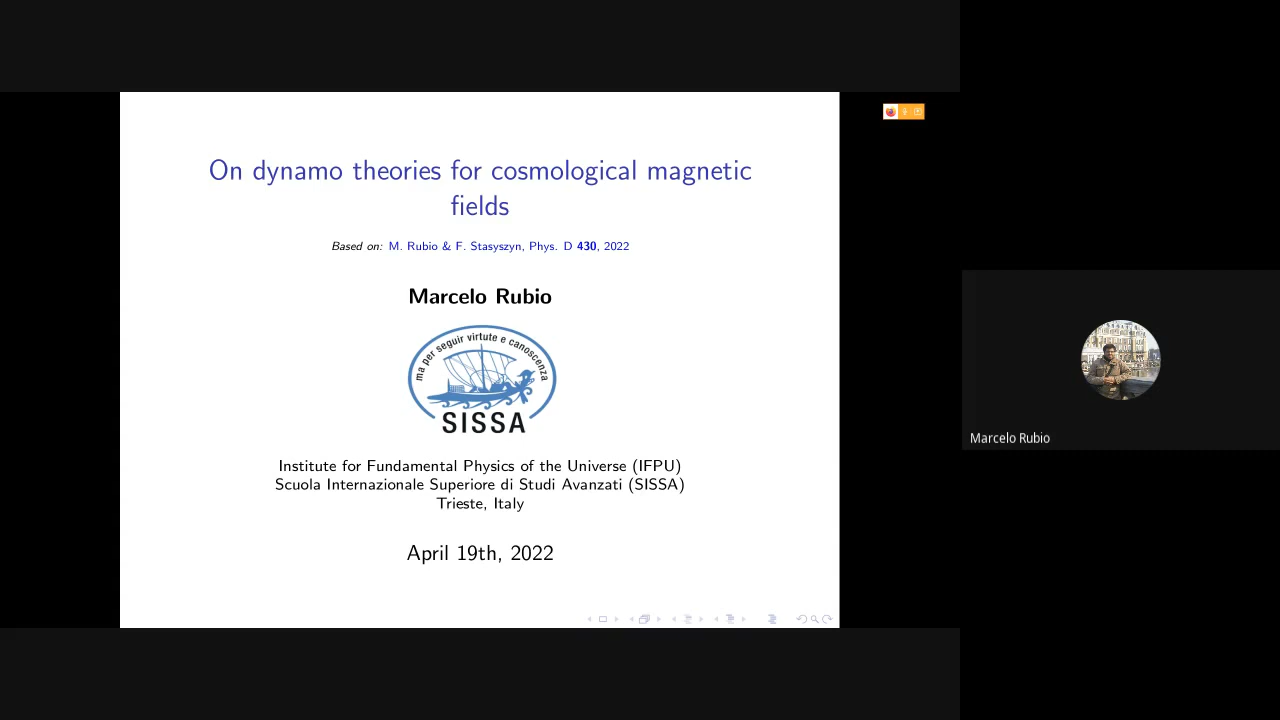 On dynamo theories for cosmological magnetic
fields
Based on: M. Rubio & F. Stasyszyn, Phys. D 430, 2022
Marcelo Rubio
ma per seguir virtute e canoscenza
SISSA
Institute for Fundamental Physics of the Universe (IFPU)
Scuola Internazionale Superiore di Studi Avanzati (SISSA)
Trieste, Italy
April 19th, 2022
Marcelo Rubio